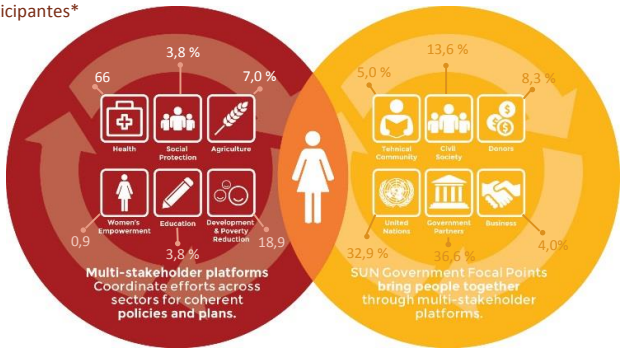 icipantes*
3,8 %
66
7,0 %
Health
Social
Protection
Agriculture
Women's
Empowerment
Education
Development
& Poverty
Reduction
0,9
3,8 %
18,9
Multi-stakeholder platforms
Coordinate efforts across
sectors for coherent
policies and plans.
13,6 %
5,0 %
8,3 %
Tehnical
Community
Civil
Society
Donors
United
Nations
Government
Partners
Business
32,9 %
36,6 %
4,0%
SUN Government Focal Points
bring people together
through multi-stakeholder
platforms.